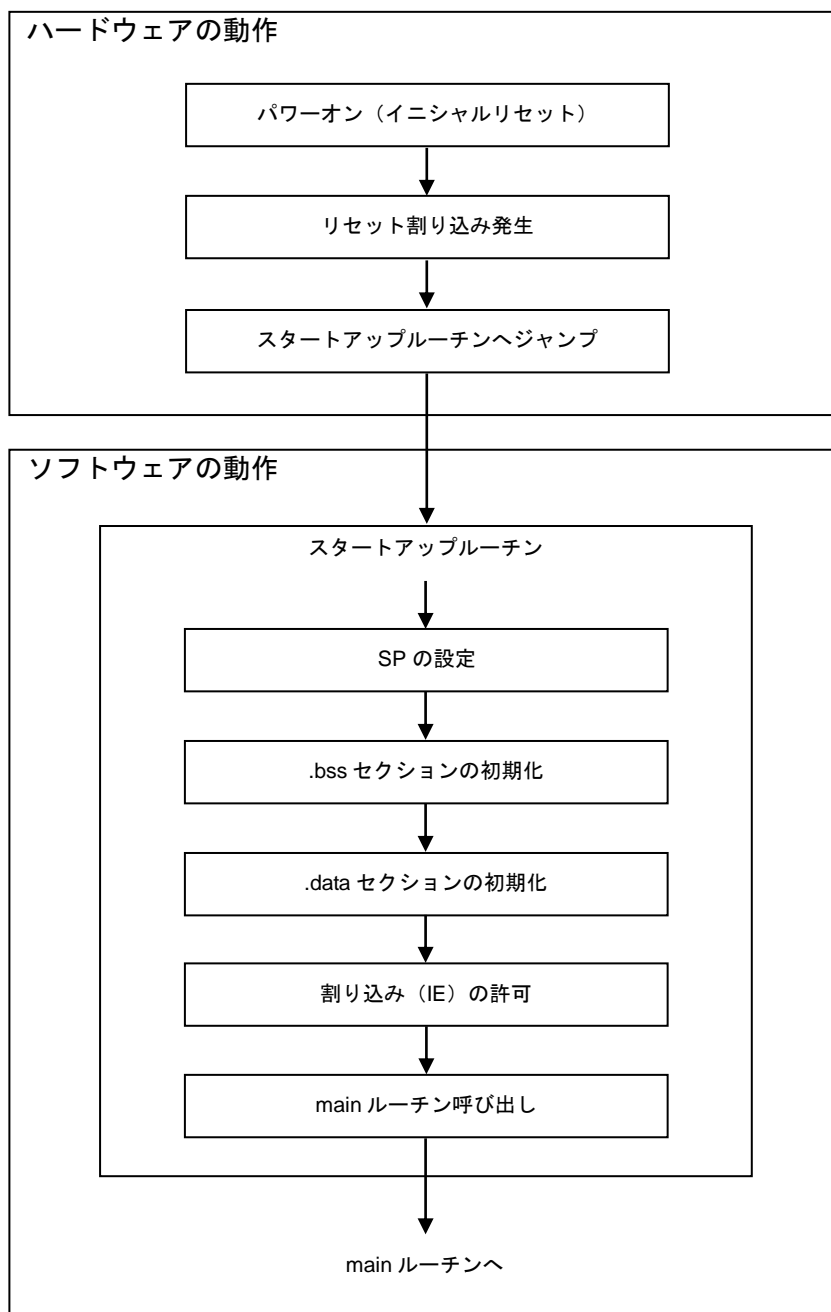 ハードウェアの動作
パワーオン（イニシャルリセット）
リセット割り込み発生
スタートアップルーチンへジャンプ
ソフトウェアの動作
スタートアップルーチン
SP の設定
.bss セクションの初期化
.data セクションの初期化
割り込み（IE）の許可
main ルーチン呼び出し
main ルーチンへ